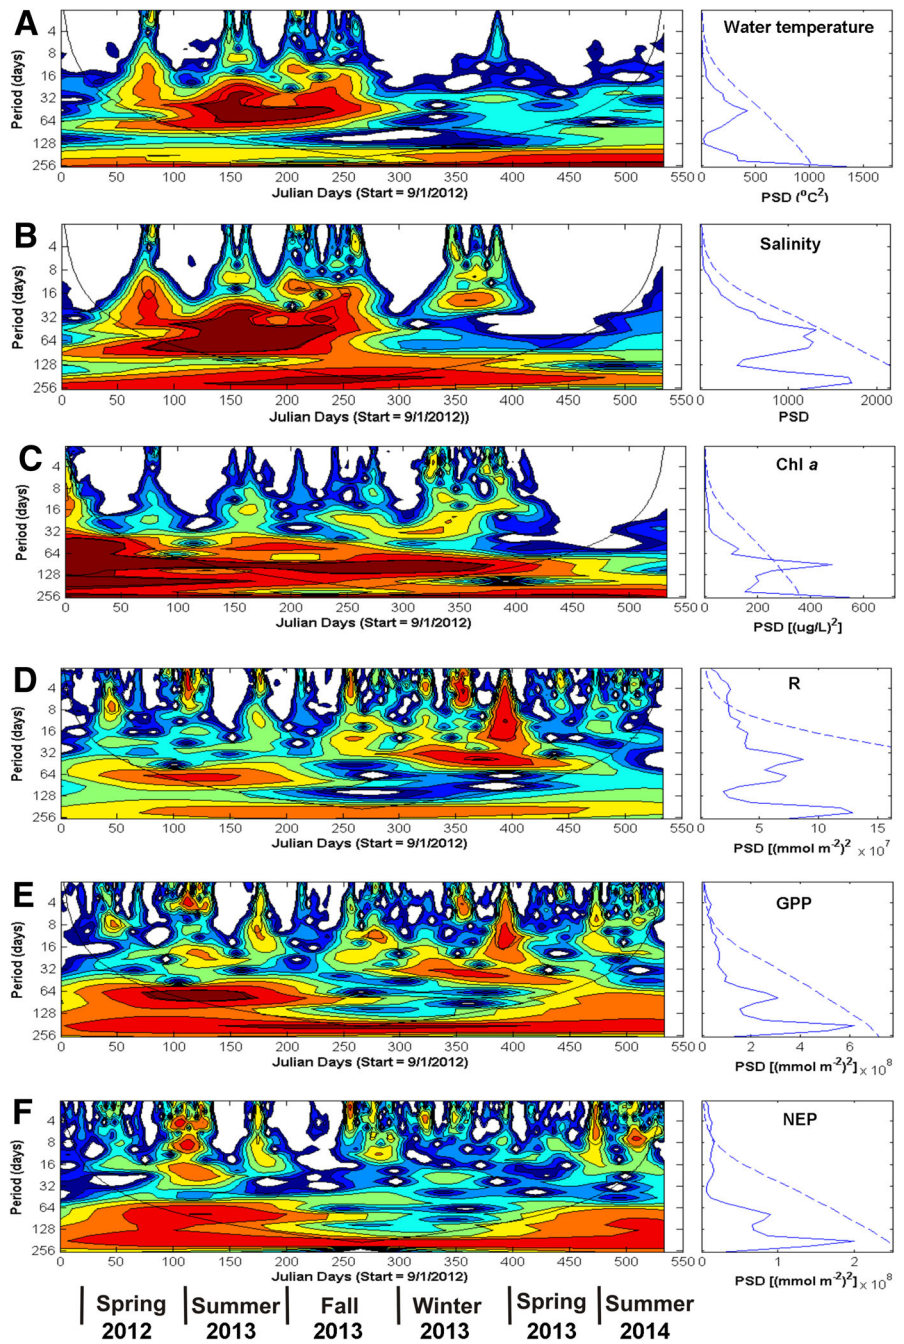 A
Period (days)
4
8
16
32
64
128
256
0 50 100 150 200 250 300 350 400 450 500 550
Julian Days (Start = 9/1/2012)
Water temperature
0 500 1000 1500
PSD (°C²)
B
Period (days)
4
8
16
32
64
128
256
0 50 100 150 200 250 300 350 400 450 500 550
Julian Days (Start = 9/1/2012))
Salinity
0 1000 2000
PSD
C
Period (days)
4
8
16
32
64
128
256
0 50 100 150 200 250 300 350 400 450 500 550
Julian Days (Start = 9/1/2012)
Chl a
0 200 400 600
PSD [(ug/L)²]
D
Period (days)
4
8
16
32
64
128
256
0 50 100 150 200 250 300 350 400 450 500 550
Julian Days (Start = 9/1/2012)
R
0 5 10 15
PSD [(mmol m⁻²)² × 10⁷
E
Period (days)
4
8
16
32
64
128
256
0 50 100 150 200 250 300 350 400 450 500 550
Julian Days (Start = 9/1/2012)
GPP
0 2 4 6
PSD [(mmol m⁻²)²] × 10⁸
F
Period (days)
4
8
16
32
64
128
256
0 50 100 150 200 250 300 350 400 450 500 550
Julian Days (Start = 9/1/2012)
NEP
0 1 2
PSD [(mmol m⁻²)²] × 10⁸
Spring Summer Fall Winter Spring Summer
2012 2013 2013 2013 2013 2014